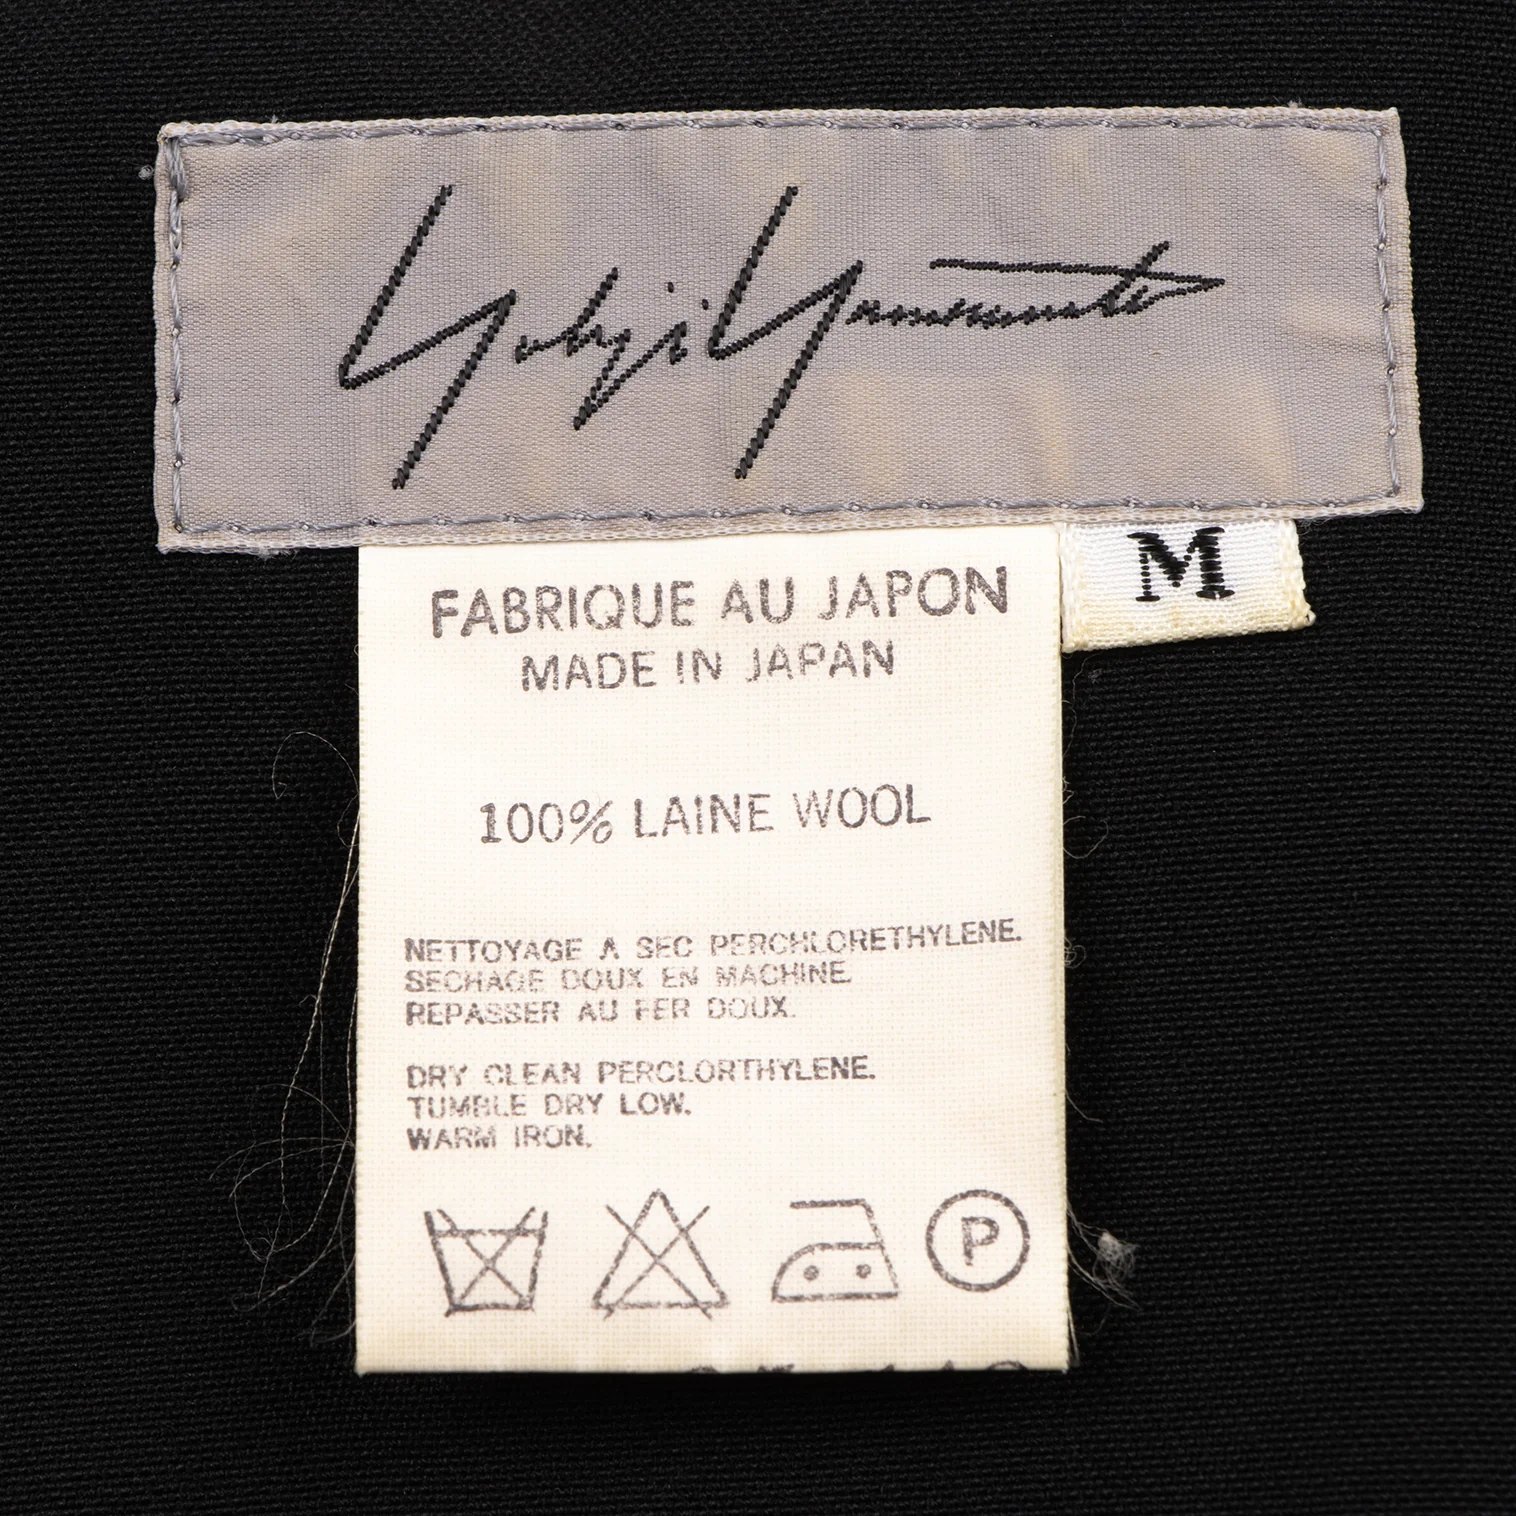 Yohji Yamamoto
M
FABRIQUE AU JAPON
MADE IN JAPAN
100% LAINE WOOL
NETTOYAGE A SEC PERCHLORETHYLENE.
SECHAGE DOUX EN MACHINE.
REPASSER AU FER DOUX.
DRY CLEAN PERCLORTHYLENE.
TUMBLE DRY LOW.
WARM IRON.
P